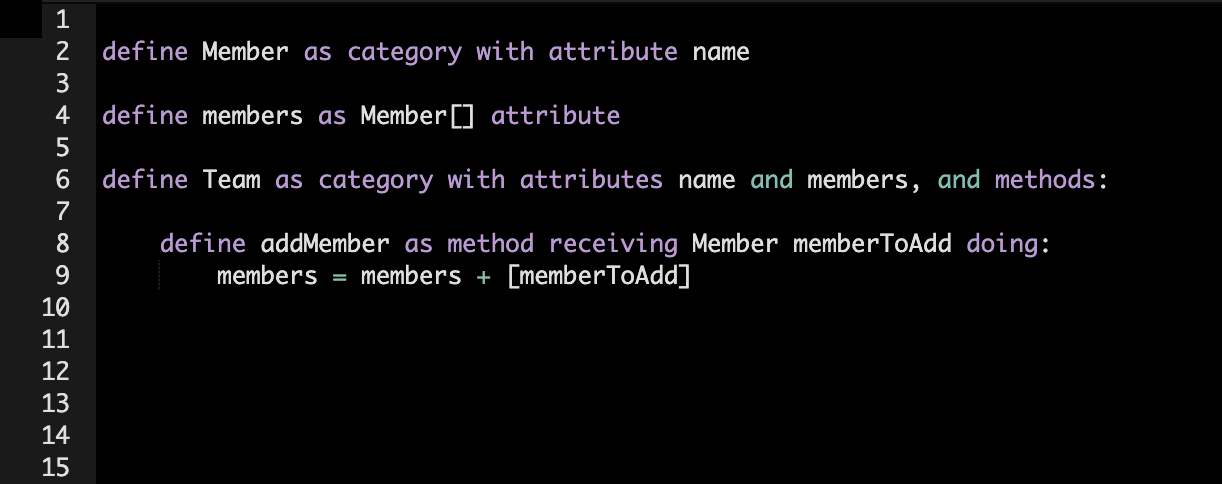 1
2 define Member as category with attribute name
3
4 define members as Member[] attribute
5
6 define Team as category with attributes name and members, and methods:
7
8     define addMember as method receiving Member memberToAdd doing:
9         members = members + [memberToAdd]
10
11
12
13
14
15